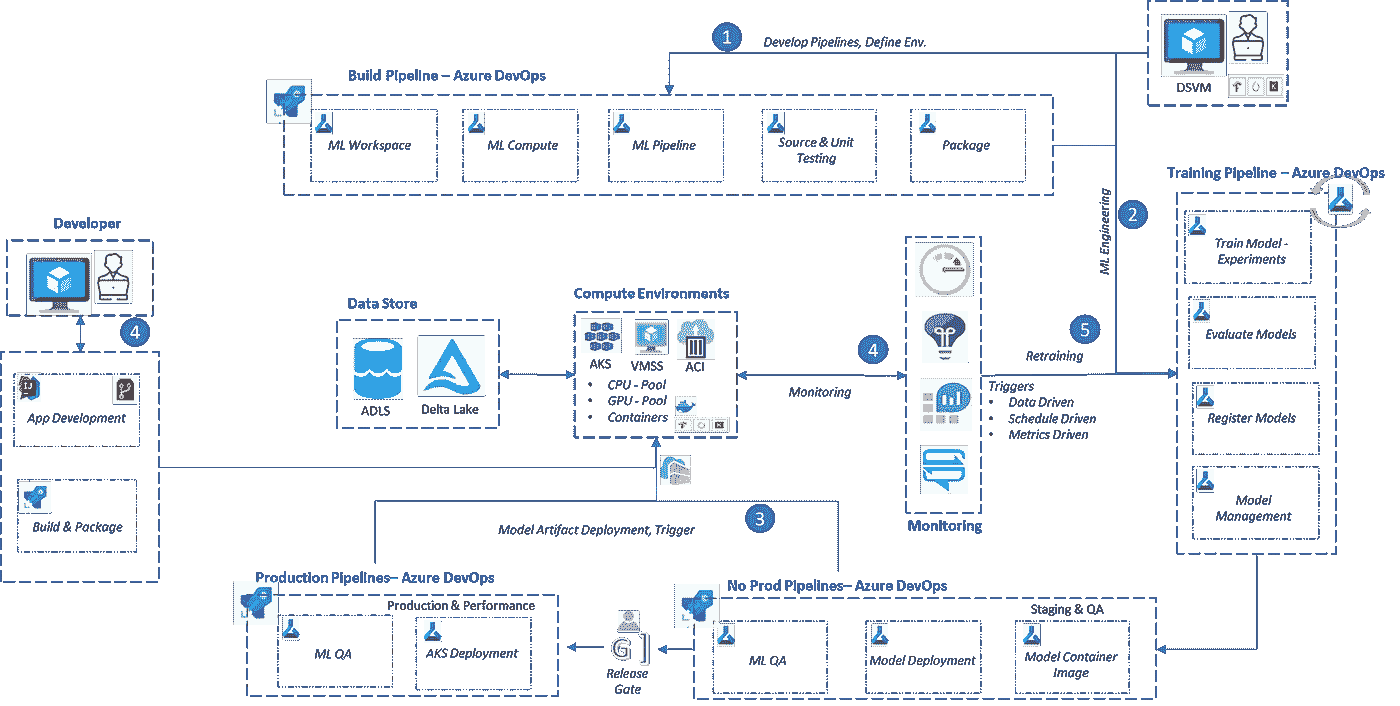 1
Develop Pipelines, Define Env.
DSVM
Build Pipeline – Azure DevOps
ML Workspace
ML Compute
ML Pipeline
Source & Unit
Testing
Package
Training Pipeline – Azure DevOps
2
ML Engineering
Train Model -
Experiments
Evaluate Models
Register Models
Model
Management
Developer
4
App Development
Build & Package
Data Store
ADLS
Delta Lake
Compute Environments
AKS
VMSS
ACI
• CPU - Pool
• GPU - Pool
• Containers
4
Monitoring
Monitoring
5
Retraining
Triggers
• Data Driven
• Schedule Driven
• Metrics Driven
3
Model Artifact Deployment, Trigger
Production Pipelines– Azure DevOps
Production & Performance
ML QA
AKS Deployment
Release
Gate
No Prod Pipelines– Azure DevOps
Staging & QA
ML QA
Model Deployment
Model Container
Image